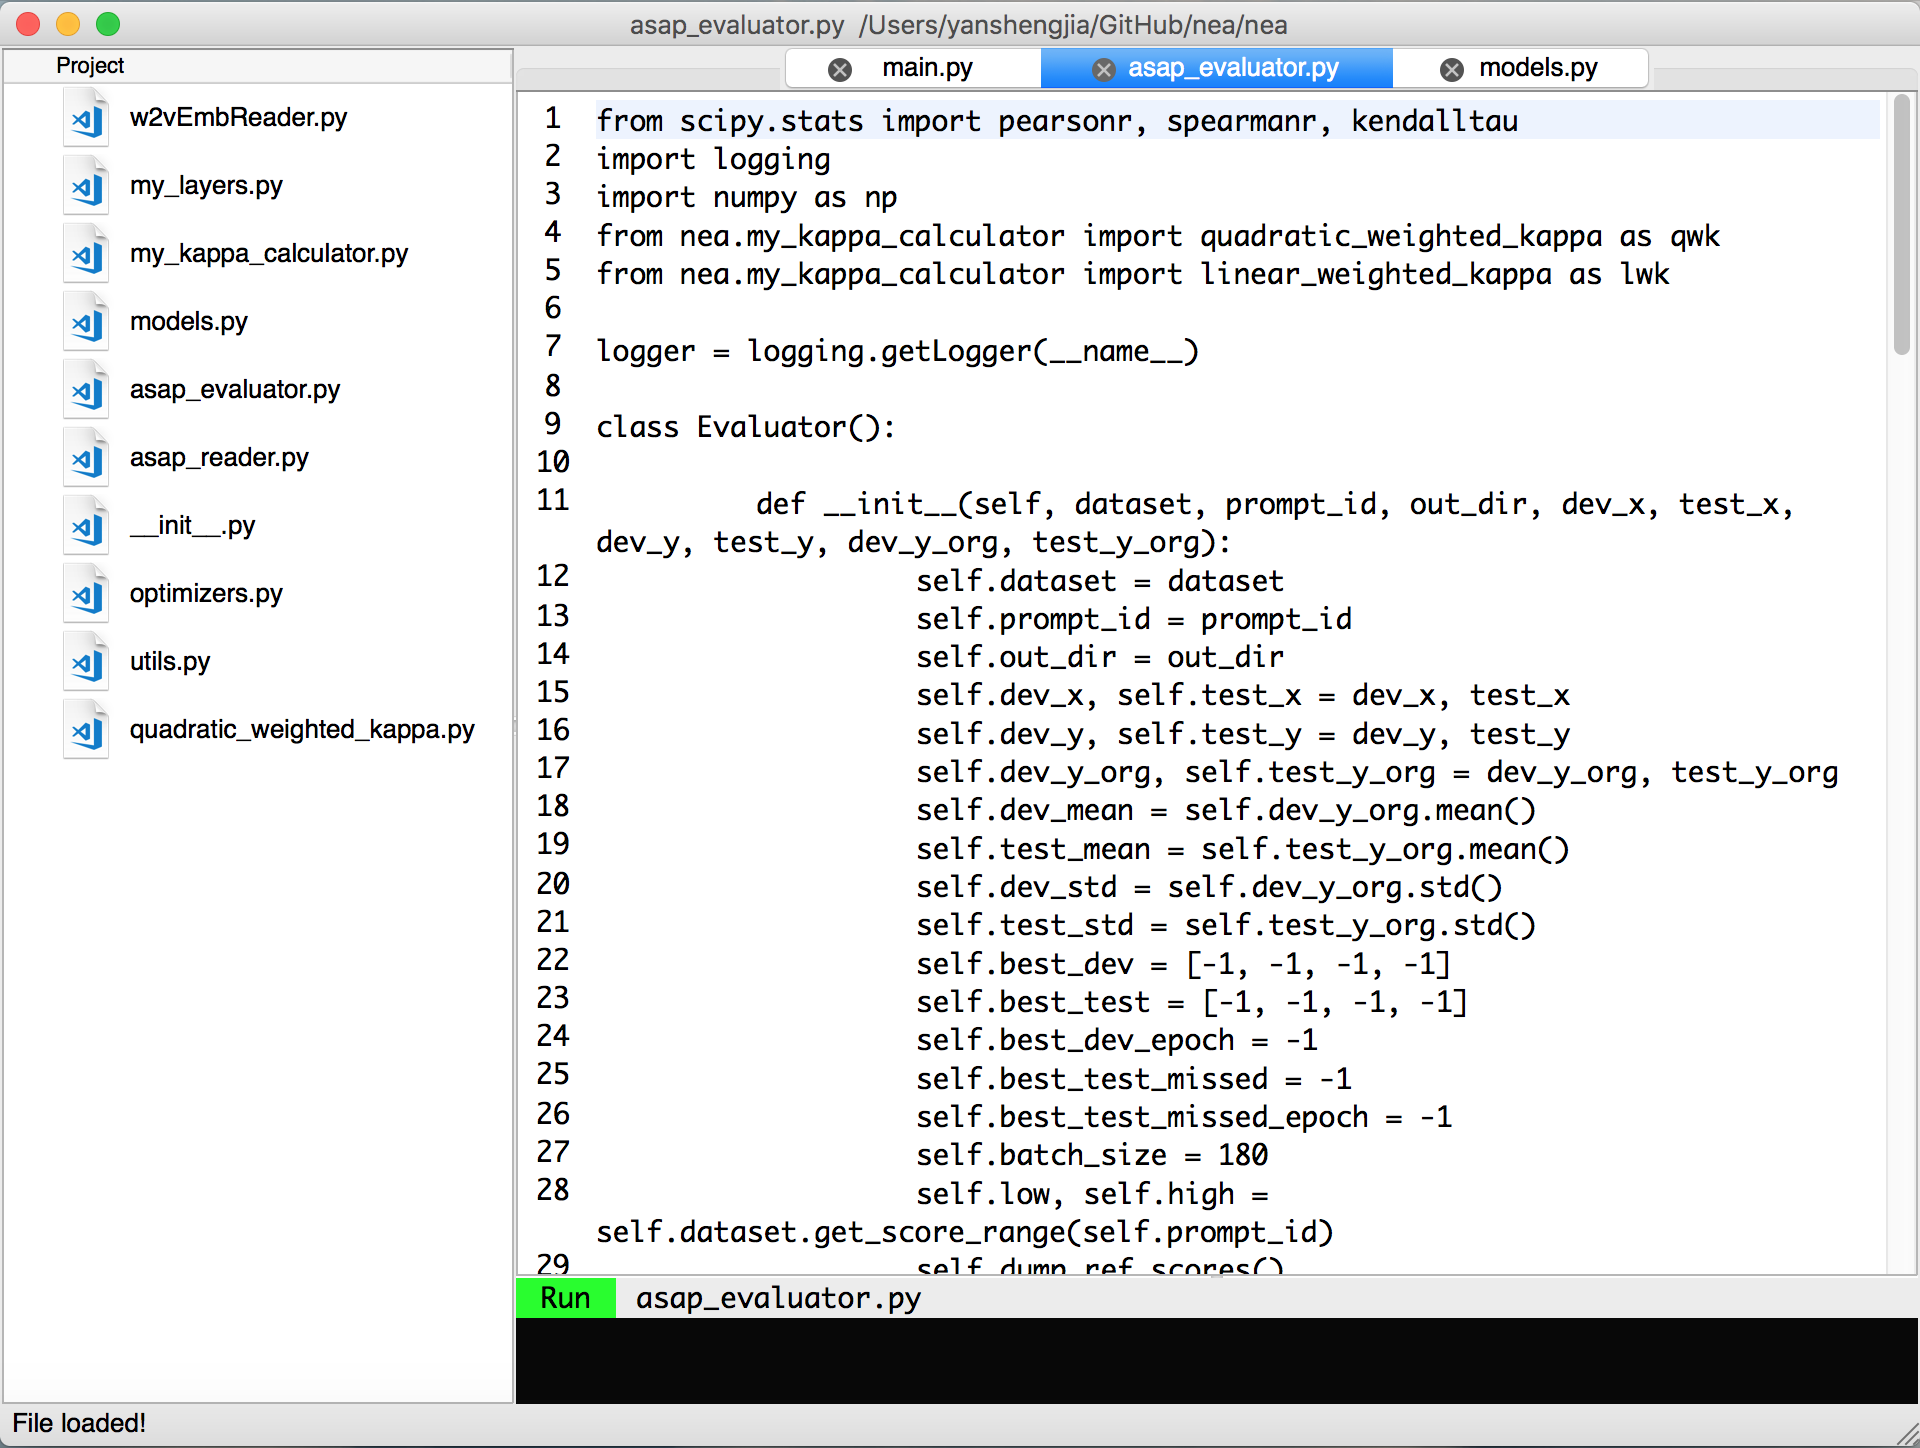 asap_evaluator.py /Users/yanshengjia/GitHub/nea/nea
Project
w2vEmbReader.py
my_layers.py
my_kappa_calculator.py
models.py
asap_evaluator.py
asap_reader.py
__init__.py
optimizers.py
utils.py
quadratic_weighted_kappa.py
main.py
asap_evaluator.py
models.py
1 from scipy.stats import pearsonr, spearmanr, kendalltau
2 import logging
3 import numpy as np
4 from nea.my_kappa_calculator import quadratic_weighted_kappa as qwk
5 from nea.my_kappa_calculator import linear_weighted_kappa as lwk
6
7 logger = logging.getLogger(__name__)
8
9 class Evaluator():
10
11 def __init__(self, dataset, prompt_id, out_dir, dev_x, test_x,
dev_y, test_y, dev_y_org, test_y_org):
12 self.dataset = dataset
13 self.prompt_id = prompt_id
14 self.out_dir = out_dir
15 self.dev_x, self.test_x = dev_x, test_x
16 self.dev_y, self.test_y = dev_y, test_y
17 self.dev_y_org, self.test_y_org = dev_y_org, test_y_org
18 self.dev_mean = self.dev_y_org.mean()
19 self.test_mean = self.test_y_org.mean()
20 self.dev_std = self.dev_y_org.std()
21 self.test_std = self.test_y_org.std()
22 self.best_dev = [-1, -1, -1, -1]
23 self.best_test = [-1, -1, -1, -1]
24 self.best_dev_epoch = -1
25 self.best_test_missed = -1
26 self.best_test_missed_epoch = -1
27 self.batch_size = 180
28 self.low, self.high =
self.dataset.get_score_range(self.prompt_id)
29 self.dump_ref_scores()
Run asap_evaluator.py
File loaded!